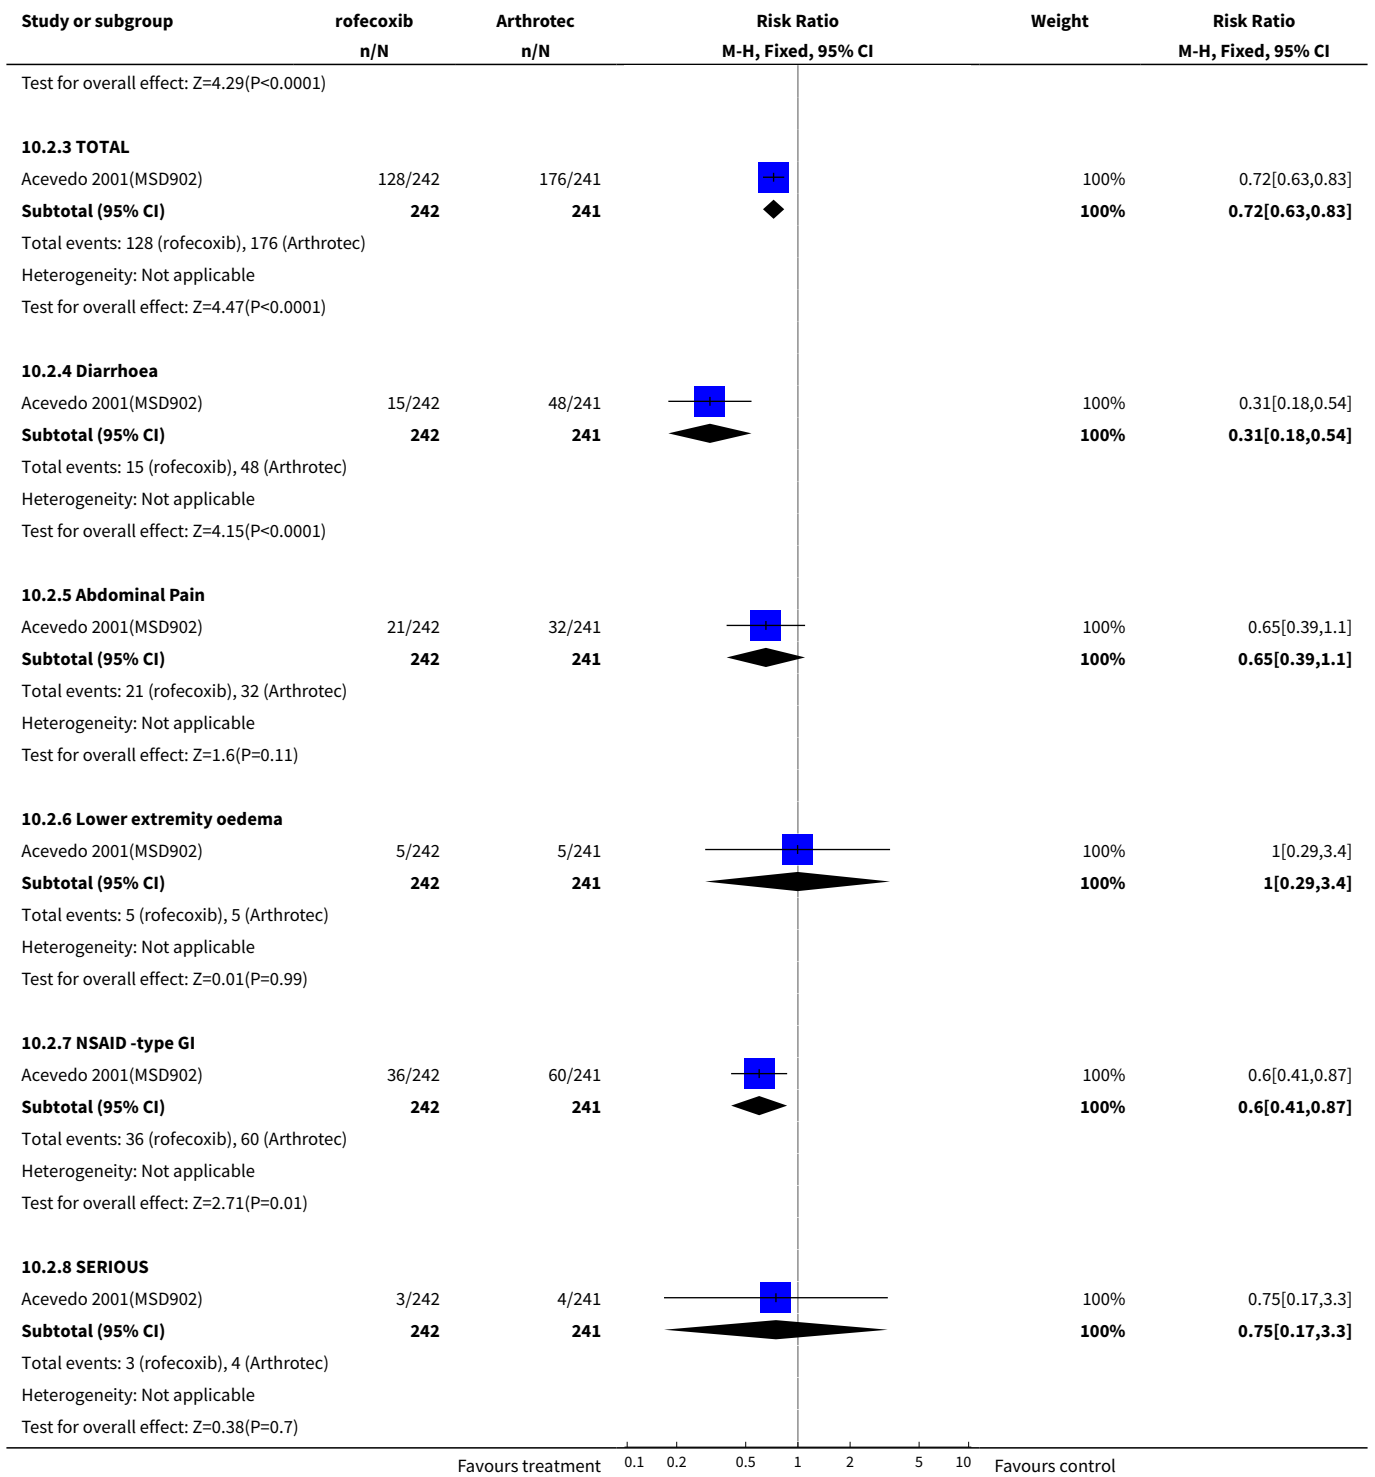 Study or subgroup rofecoxib Arthrotec Risk Ratio Weight Risk Ratio
n/N n/N M-H, Fixed, 95% CI M-H, Fixed, 95% CI
Test for overall effect: Z=4.29(P<0.0001)
10.2.3 TOTAL
Acevedo 2001(MSD902) 128/242 176/241 100% 0.72[0.63,0.83]
Subtotal (95% CI) 242 241 100% 0.72[0.63,0.83]
Total events: 128 (rofecoxib), 176 (Arthrotec)
Heterogeneity: Not applicable
Test for overall effect: Z=4.47(P<0.0001)
10.2.4 Diarrhoea
Acevedo 2001(MSD902) 15/242 48/241 100% 0.31[0.18,0.54]
Subtotal (95% CI) 242 241 100% 0.31[0.18,0.54]
Total events: 15 (rofecoxib), 48 (Arthrotec)
Heterogeneity: Not applicable
Test for overall effect: Z=4.15(P<0.0001)
10.2.5 Abdominal Pain
Acevedo 2001(MSD902) 21/242 32/241 100% 0.65[0.39,1.1]
Subtotal (95% CI) 242 241 100% 0.65[0.39,1.1]
Total events: 21 (rofecoxib), 32 (Arthrotec)
Heterogeneity: Not applicable
Test for overall effect: Z=1.6(P=0.11)
10.2.6 Lower extremity oedema
Acevedo 2001(MSD902) 5/242 5/241 100% 1[0.29,3.4]
Subtotal (95% CI) 242 241 100% 1[0.29,3.4]
Total events: 5 (rofecoxib), 5 (Arthrotec)
Heterogeneity: Not applicable
Test for overall effect: Z=0.01(P=0.99)
10.2.7 NSAID -type GI
Acevedo 2001(MSD902) 36/242 60/241 100% 0.6[0.41,0.87]
Subtotal (95% CI) 242 241 100% 0.6[0.41,0.87]
Total events: 36 (rofecoxib), 60 (Arthrotec)
Heterogeneity: Not applicable
Test for overall effect: Z=2.71(P=0.01)
10.2.8 SERIOUS
Acevedo 2001(MSD902) 3/242 4/241 100% 0.75[0.17,3.3]
Subtotal (95% CI) 242 241 100% 0.75[0.17,3.3]
Total events: 3 (rofecoxib), 4 (Arthrotec)
Heterogeneity: Not applicable
Test for overall effect: Z=0.38(P=0.7)
Favours treatment 0.1 0.2 0.5 1 2 5 10 Favours control